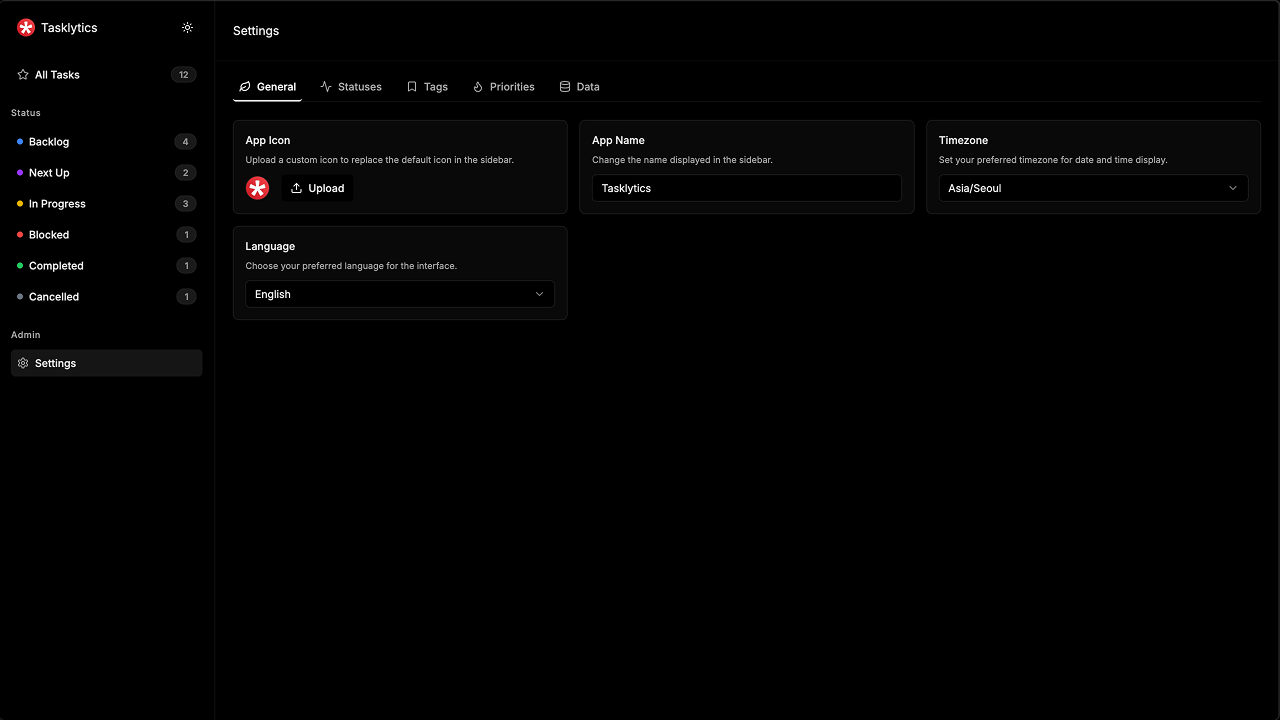 Tasklytics
All Tasks 12
Status
Backlog 4
Next Up 2
In Progress 3
Blocked 1
Completed 1
Cancelled 1
Admin
Settings
Settings
General Statuses Tags Priorities Data
App Icon
Upload a custom icon to replace the default icon in the sidebar.
Upload
App Name
Change the name displayed in the sidebar.
Tasklytics
Timezone
Set your preferred timezone for date and time display.
Asia/Seoul
Language
Choose your preferred language for the interface.
English